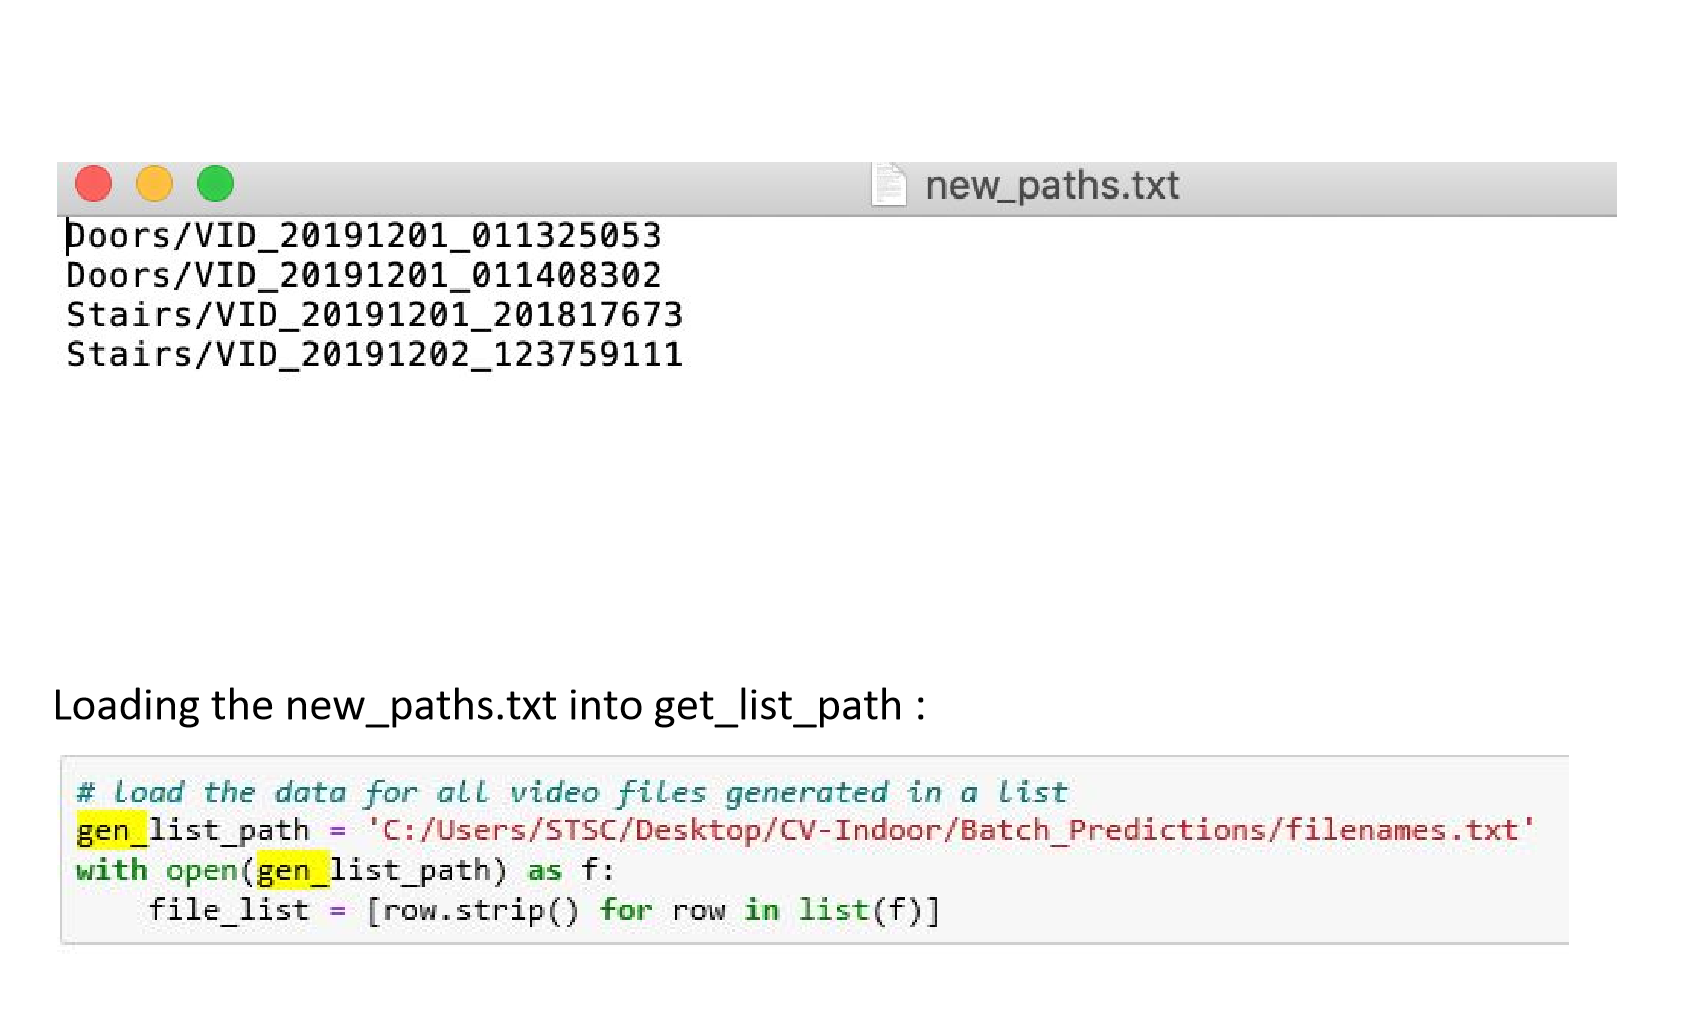 new_paths.txt
Doors/VID_20191201_011325053
Doors/VID_20191201_011408302
Stairs/VID_20191201_201817673
Stairs/VID_20191202_123759111
Loading the new_paths.txt into get_list_path :
# load the data for all video files generated in a list
gen_list_path = 'C:/Users/STSC/Desktop/CV-Indoor/Batch_Predictions/filenames.txt'
with open(gen_list_path) as f:
    file_list = [row.strip() for row in list(f)]